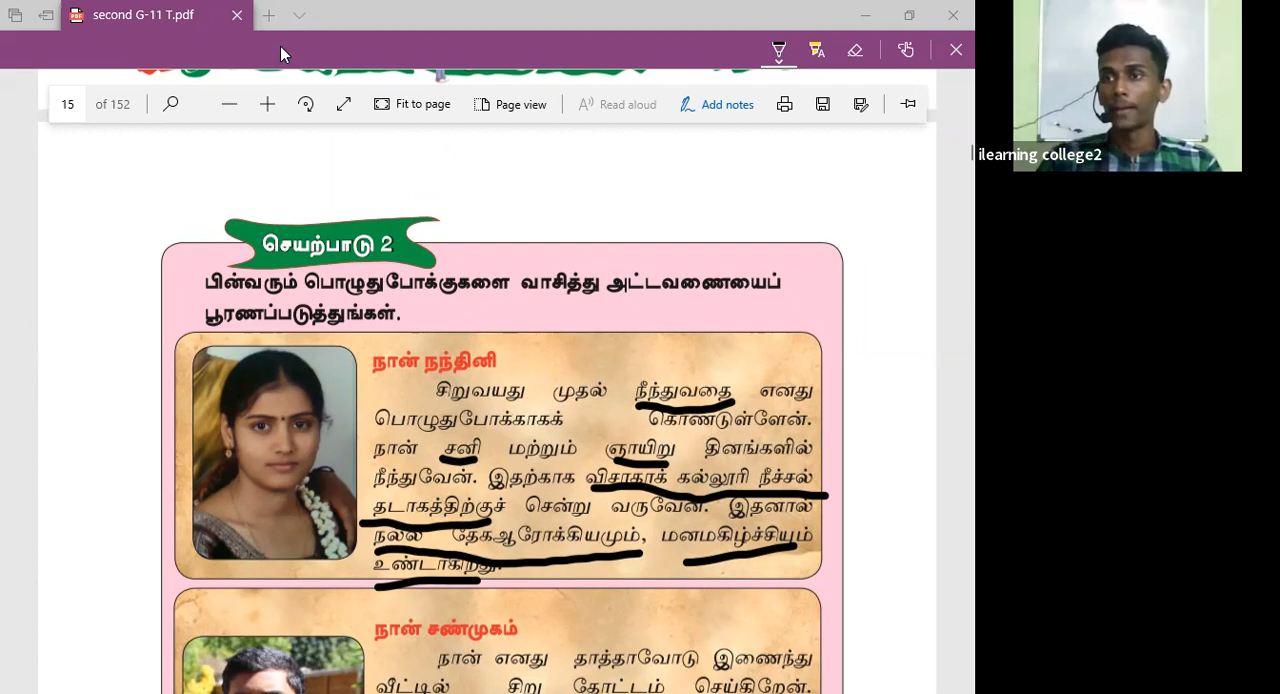 second G-11 T.pdf
15 of 152
Fit to page
Page view
Read aloud
Add notes
ilearning college2
செயற்பாடு 2
பின்வரும் பொழுதுபோக்குகளை வாசித்து அட்டவணையைப்
பூரணப்படுத்துங்கள்.
நான் நந்தினி
சிறுவயது முதல் நீந்துவதை எனது
பொழுதுபோக்காகக் கொண்டுள்ளேன்.
நான் சனி மற்றும் ஞாயிறு தினங்களில்
நீந்துவேன். இதற்காக விசாகாக் கல்லூரி நீச்சல்
தடாகத்திற்குச் சென்று வருவேன். இதனால்
நல்ல தேகஆரோக்கியமும், மனமகிழ்ச்சியும்
உண்டாகிறது.
நான் சண்முகம்
நான் எனது தாத்தாவோடு இணைந்து
வீட்டில் சிறு தோட்டம் செய்கிறேன்.